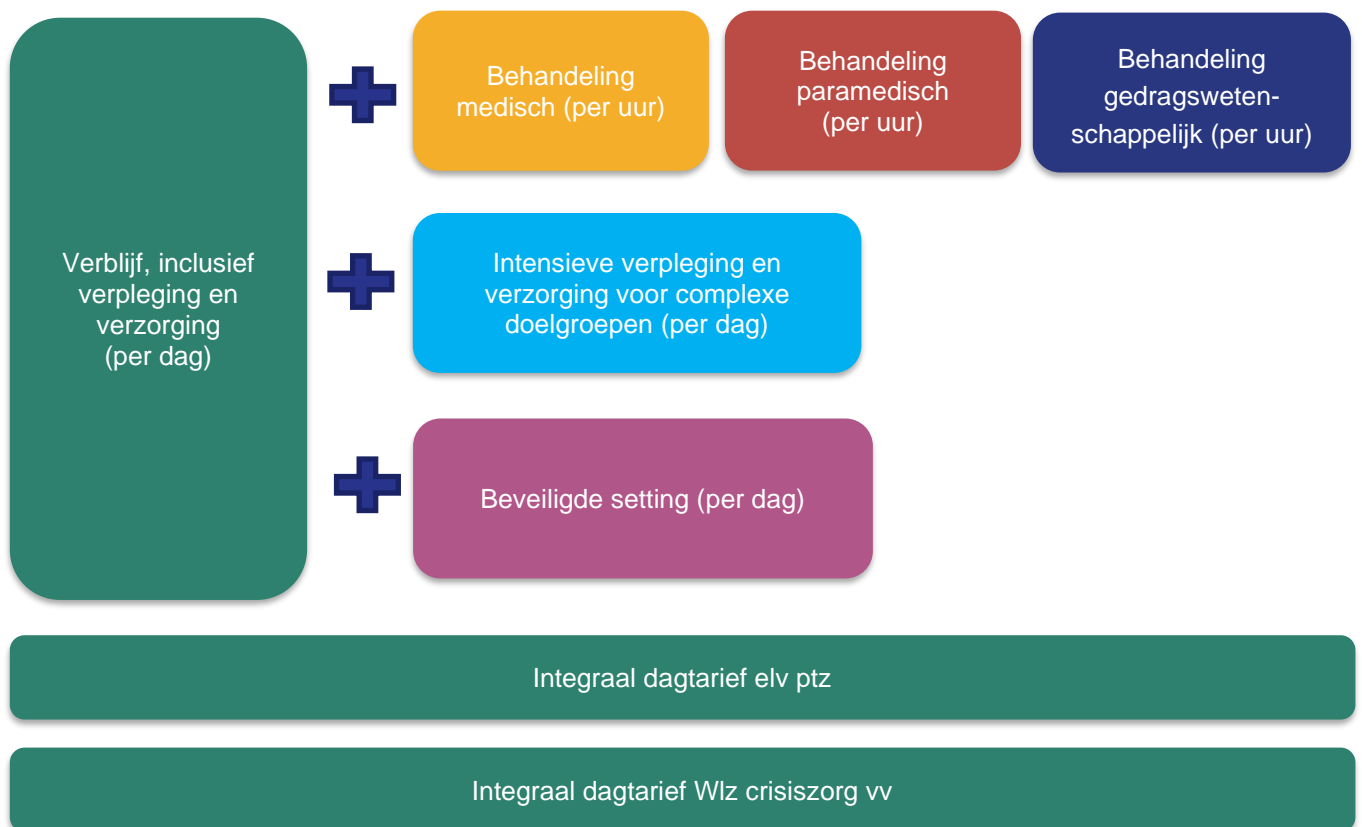 Verblijf, inclusief
verpleging en
verzorging
(per dag)
Behandeling
medisch (per uur)
Behandeling
paramedisch
(per uur)
Behandeling
gedragsweten-
schappelijk (per uur)
Intensieve verpleging en
verzorging voor complexe
doelgroepen (per dag)
Beveiligde setting (per dag)
Integraal dagtarief elv ptz
Integraal dagtarief Wlz crisiszorg vv